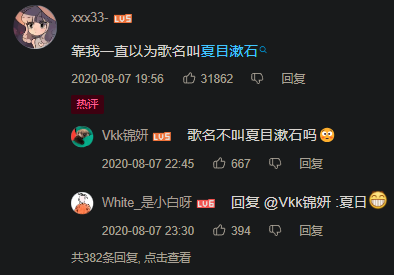 xxx33- LV5
靠我一直以为歌名叫夏目漱石
2020-08-07 19:56 31862 回复
热评
Vkk锦妍 LV5 歌名不叫夏目漱石吗
2020-08-07 22:45 667 回复
White_是小白呀 LV5 回复 @Vkk锦妍 :夏日
2020-08-07 23:30 394 回复
共382条回复, 点击查看